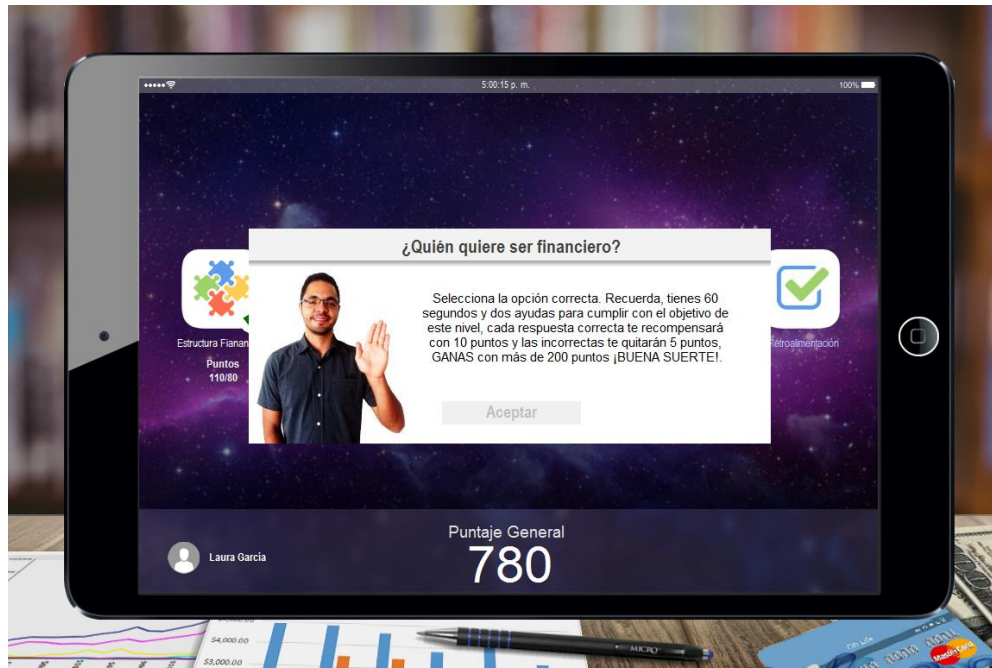 5:00:15 p. m.
100%
¿Quién quiere ser financiero?
Selecciona la opción correcta. Recuerda, tienes 60
segundos y dos ayudas para cumplir con el objetivo de
este nivel, cada respuesta correcta te recompensará
con 10 puntos y las incorrectas te quitarán 5 puntos,
GANAS con más de 200 puntos ¡BUENA SUERTE!.
Aceptar
Estructura Fianan
Puntos
110/80
Retroalimentación
Puntaje General
780
Laura García
$4,000.00
$3,000.00
MICRO
MasterCard